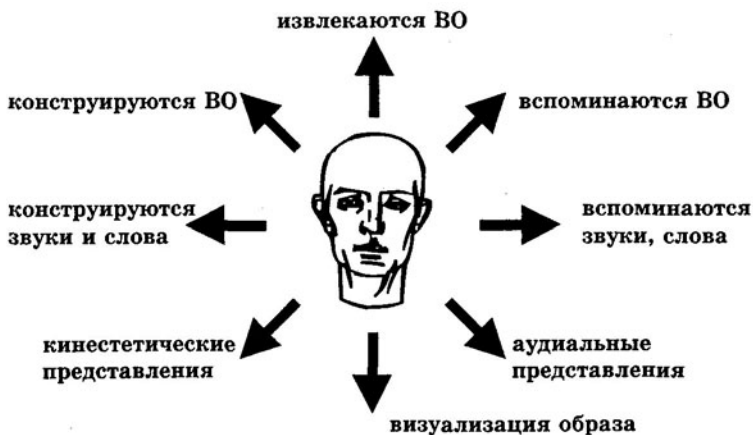 извлекаются ВО
конструируются ВО
вспоминаются ВО
конструируются
звуки и слова
вспоминаются
звуки, слова
кинестетические
представления
аудиальные
представления
визуализация образа